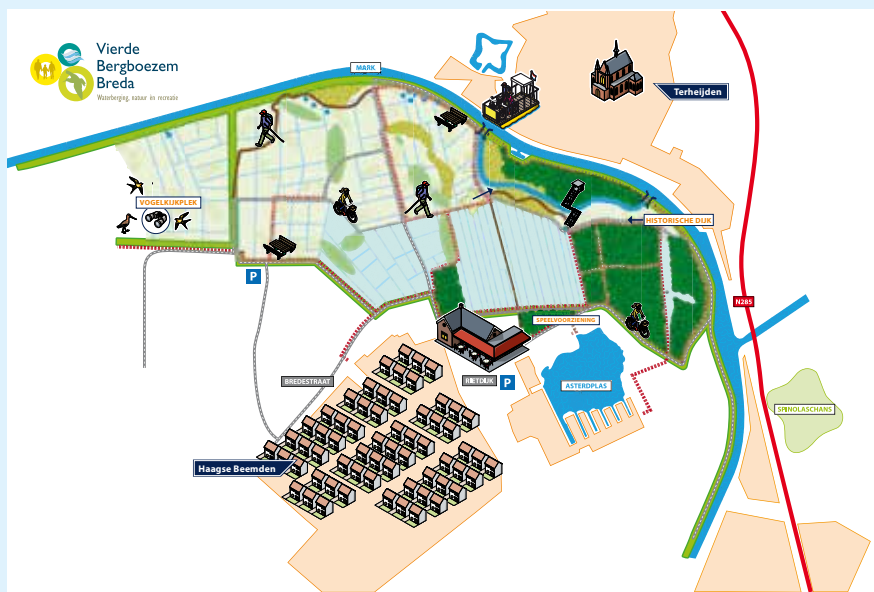 Vierde
Bergboezem
Breda
Waterberging, natuur én recreatie
MARK
Terheijden
VOGELKIJKPLEK
HISTORISCHE DIJK
P
N285
SPEELVOORZIENING
BREDESTRAAT
RIETDIJK
P
ASTERDPLAS
SPINOLASCHANS
Haagse Beemden